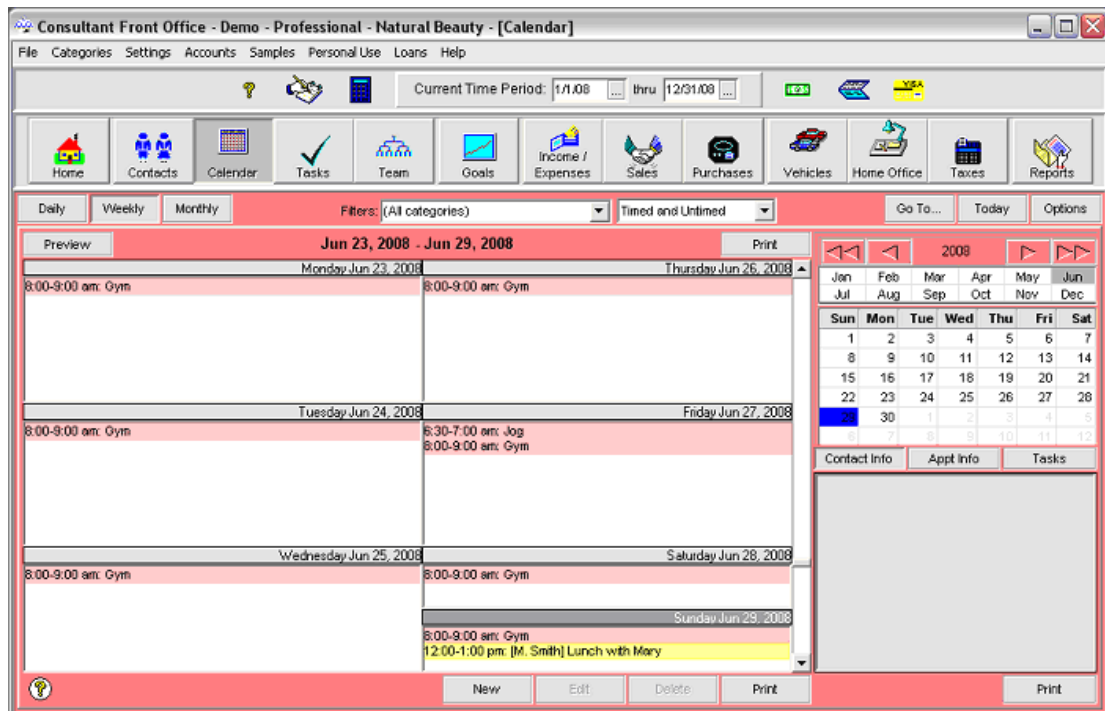 Consultant Front Office - Demo - Professional - Natural Beauty - [Calendar]
File Categories Settings Accounts Samples Personal Use Loans Help
Current Time Period: 1/1/08 ... thru 12/31/08 ...
VISA
Home Contacts Calendar Tasks Team Goals Income / Expenses Sales Purchases Vehicles Home Office Taxes Reports
Daily Weekly Monthly Filters: (All categories) Timed and Untimed Go To... Today Options
Preview Jun 23, 2008 - Jun 29, 2008 Print
Monday Jun 23, 2008
8:00-9:00 am: Gym
Tuesday Jun 24, 2008
8:00-9:00 am: Gym
Wednesday Jun 25, 2008
8:00-9:00 am: Gym
Thursday Jun 26, 2008
8:00-9:00 am: Gym
Friday Jun 27, 2008
6:30-7:00 am: Jog
8:00-9:00 am: Gym
Saturday Jun 28, 2008
8:00-9:00 am: Gym
Sunday Jun 29, 2008
8:00-9:00 am: Gym
12:00-1:00 pm: [M. Smith] Lunch with Mary
New Edit Delete Print
2008
Jan Feb Mar Apr May Jun
Jul Aug Sep Oct Nov Dec
Sun Mon Tue Wed Thu Fri Sat
1 2 3 4 5 6 7
8 9 10 11 12 13 14
15 16 17 18 19 20 21
22 23 24 25 26 27 28
29 30 1 2 3 4 5
6 7 8 9 10 11 12
Contact Info Appt Info Tasks
Print